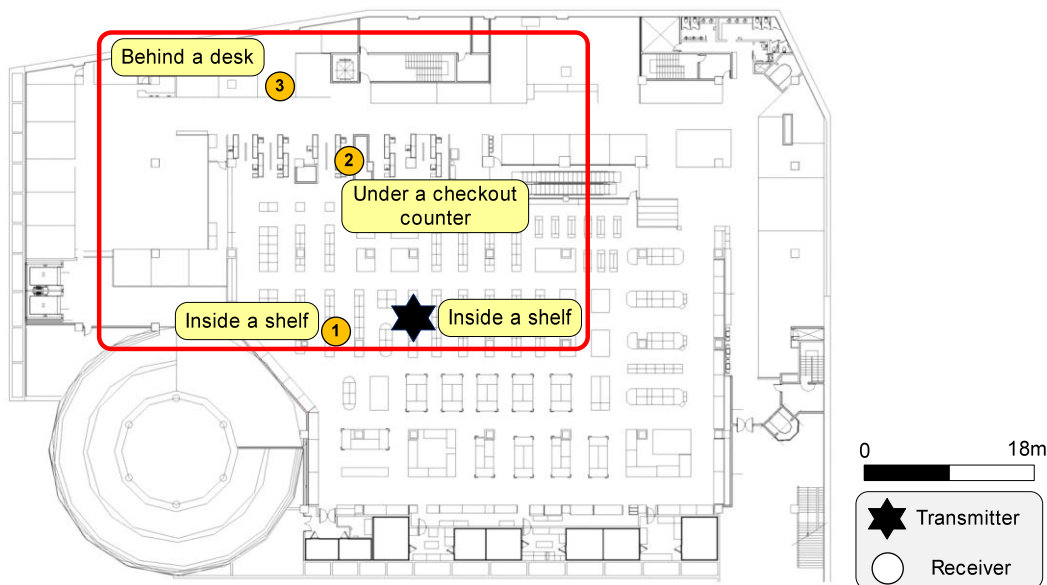 Behind a desk
3
2
Under a checkout
counter
Inside a shelf
1
Inside a shelf
0 18m
Transmitter
Receiver